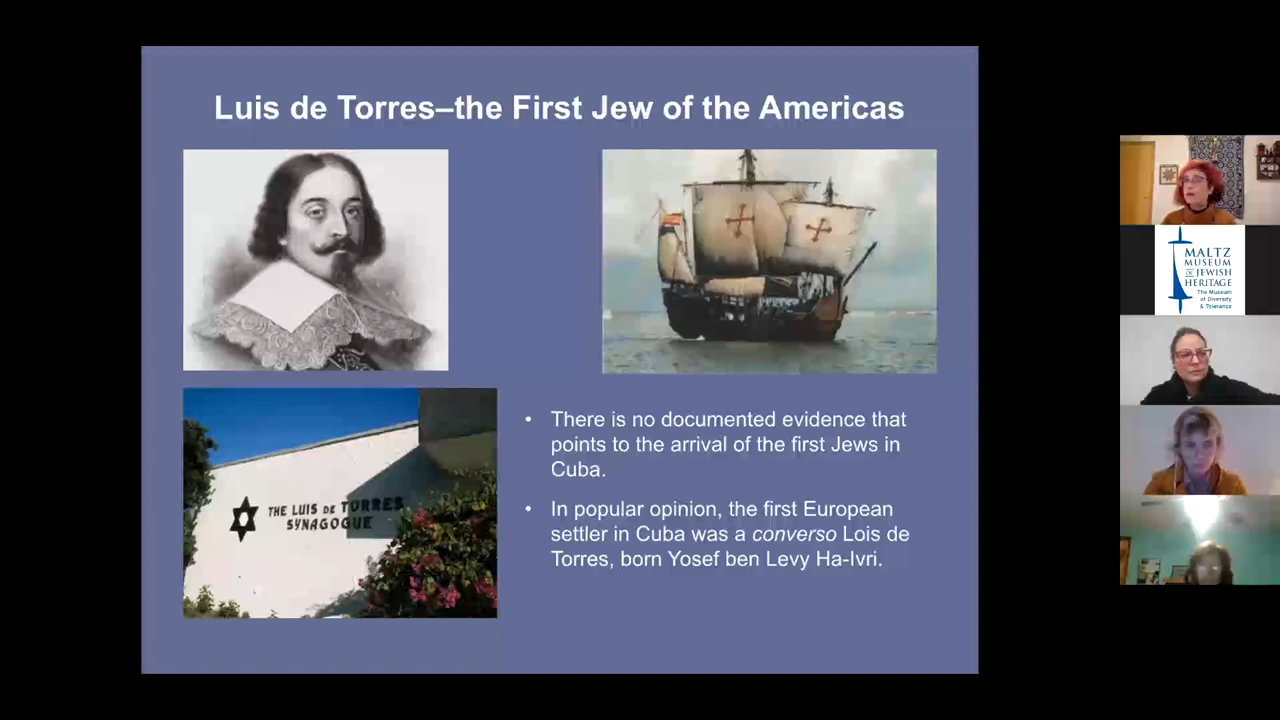 Luis de Torres–the First Jew of the Americas
THE LUIS DE TORRES
SYNAGOGUE
• There is no documented evidence that
points to the arrival of the first Jews in
Cuba.
• In popular opinion, the first European
settler in Cuba was a converso Lois de
Torres, born Yosef ben Levy Ha-Ivri.
MALTZ
MUSEUM
OF JEWISH
HERITAGE
The Museum
of Diversity
& Tolerance